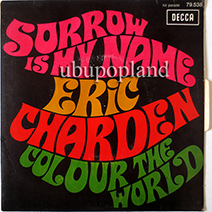 DECCA
79.538
SORROW
IS MY NAME
ubupopland
ERIC
CHARDEN
COLOUR THE
WORLD